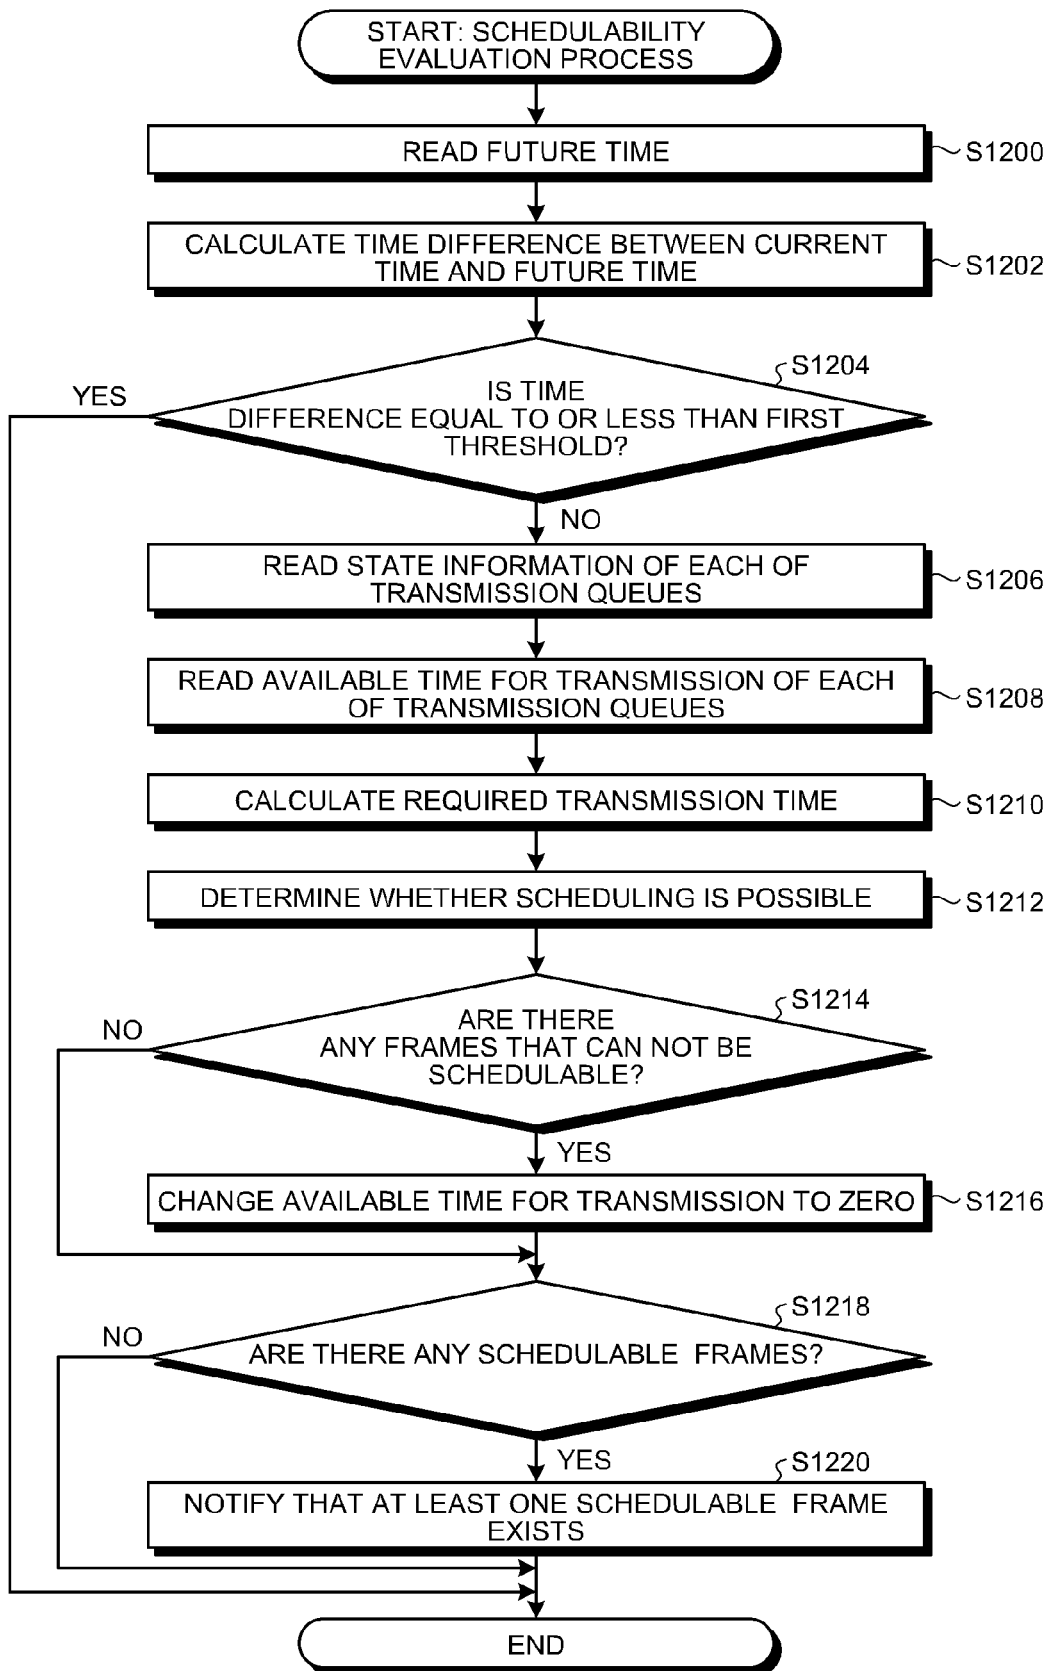 START: SCHEDULABILITY
EVALUATION PROCESS
READ FUTURE TIME
S1200
CALCULATE TIME DIFFERENCE BETWEEN CURRENT
TIME AND FUTURE TIME
S1202
S1204
YES
IS TIME
DIFFERENCE EQUAL TO OR LESS THAN FIRST
THRESHOLD?
NO
READ STATE INFORMATION OF EACH OF
TRANSMISSION QUEUES
S1206
READ AVAILABLE TIME FOR TRANSMISSION OF EACH
OF TRANSMISSION QUEUES
S1208
CALCULATE REQUIRED TRANSMISSION TIME
S1210
DETERMINE WHETHER SCHEDULING IS POSSIBLE
S1212
S1214
NO
ARE THERE
ANY FRAMES THAT CAN NOT BE
SCHEDULABLE?
YES
CHANGE AVAILABLE TIME FOR TRANSMISSION TO ZERO
S1216
S1218
NO
ARE THERE ANY SCHEDULABLE FRAMES?
YES
S1220
NOTIFY THAT AT LEAST ONE SCHEDULABLE FRAME
EXISTS
END